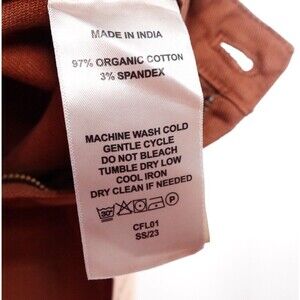 MADE IN INDIA
97% ORGANIC COTTON
3% SPANDEX
MACHINE WASH COLD
GENTLE CYCLE
DO NOT BLEACH
TUMBLE DRY LOW
COOL IRON
DRY CLEAN IF NEEDED
30° P
CFL01
SS/23